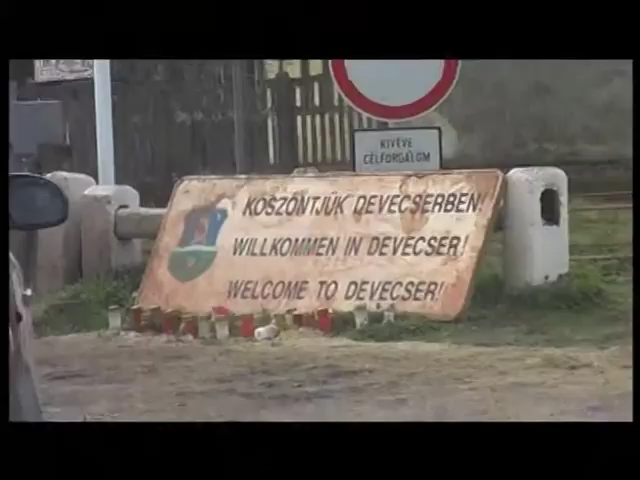 KIVÉVE
CÉLFORGALOM
KÖSZÖNTJÜK DEVECSERBEN!
WILLKOMMEN IN DEVECSER!
WELCOME TO DEVECSER!